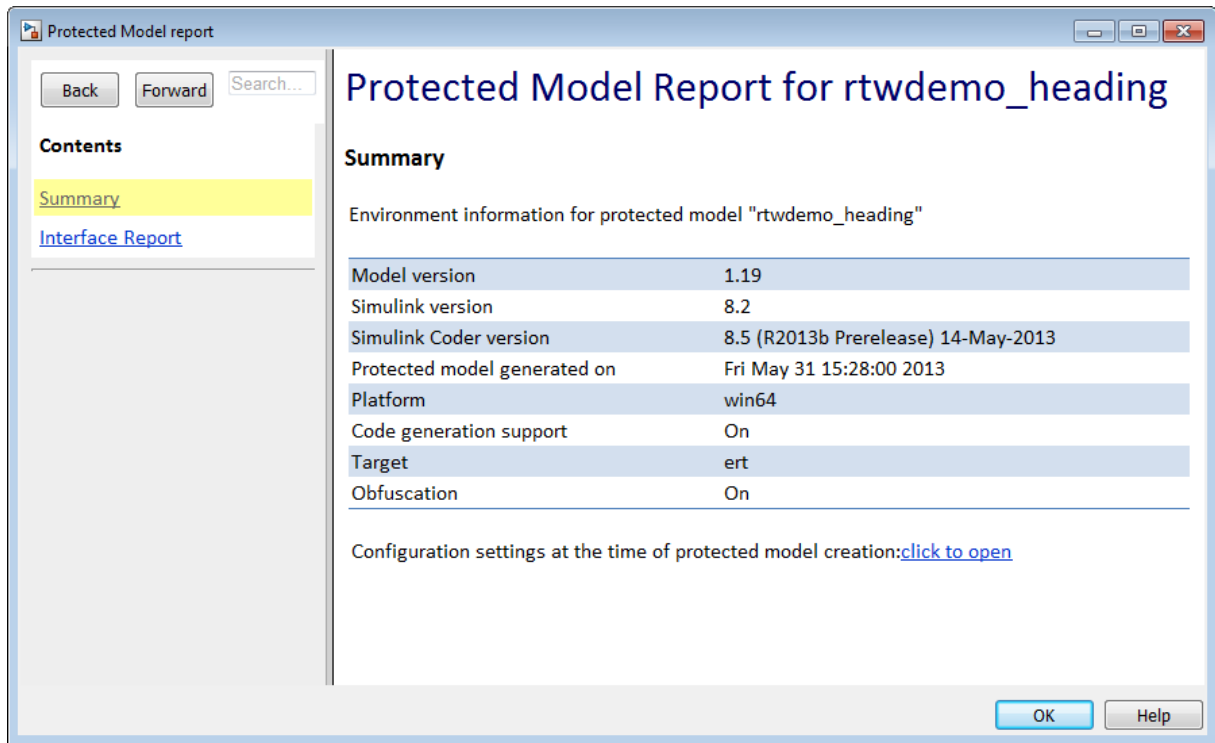 Protected Model report
Back Forward Search...
Contents
Summary
Interface Report
Protected Model Report for rtwdemo_heading
Summary
Environment information for protected model "rtwdemo_heading"
Model version 1.19
Simulink version 8.2
Simulink Coder version 8.5 (R2013b Prerelease) 14-May-2013
Protected model generated on Fri May 31 15:28:00 2013
Platform win64
Code generation support On
Target ert
Obfuscation On
Configuration settings at the time of protected model creation:click to open
OK Help